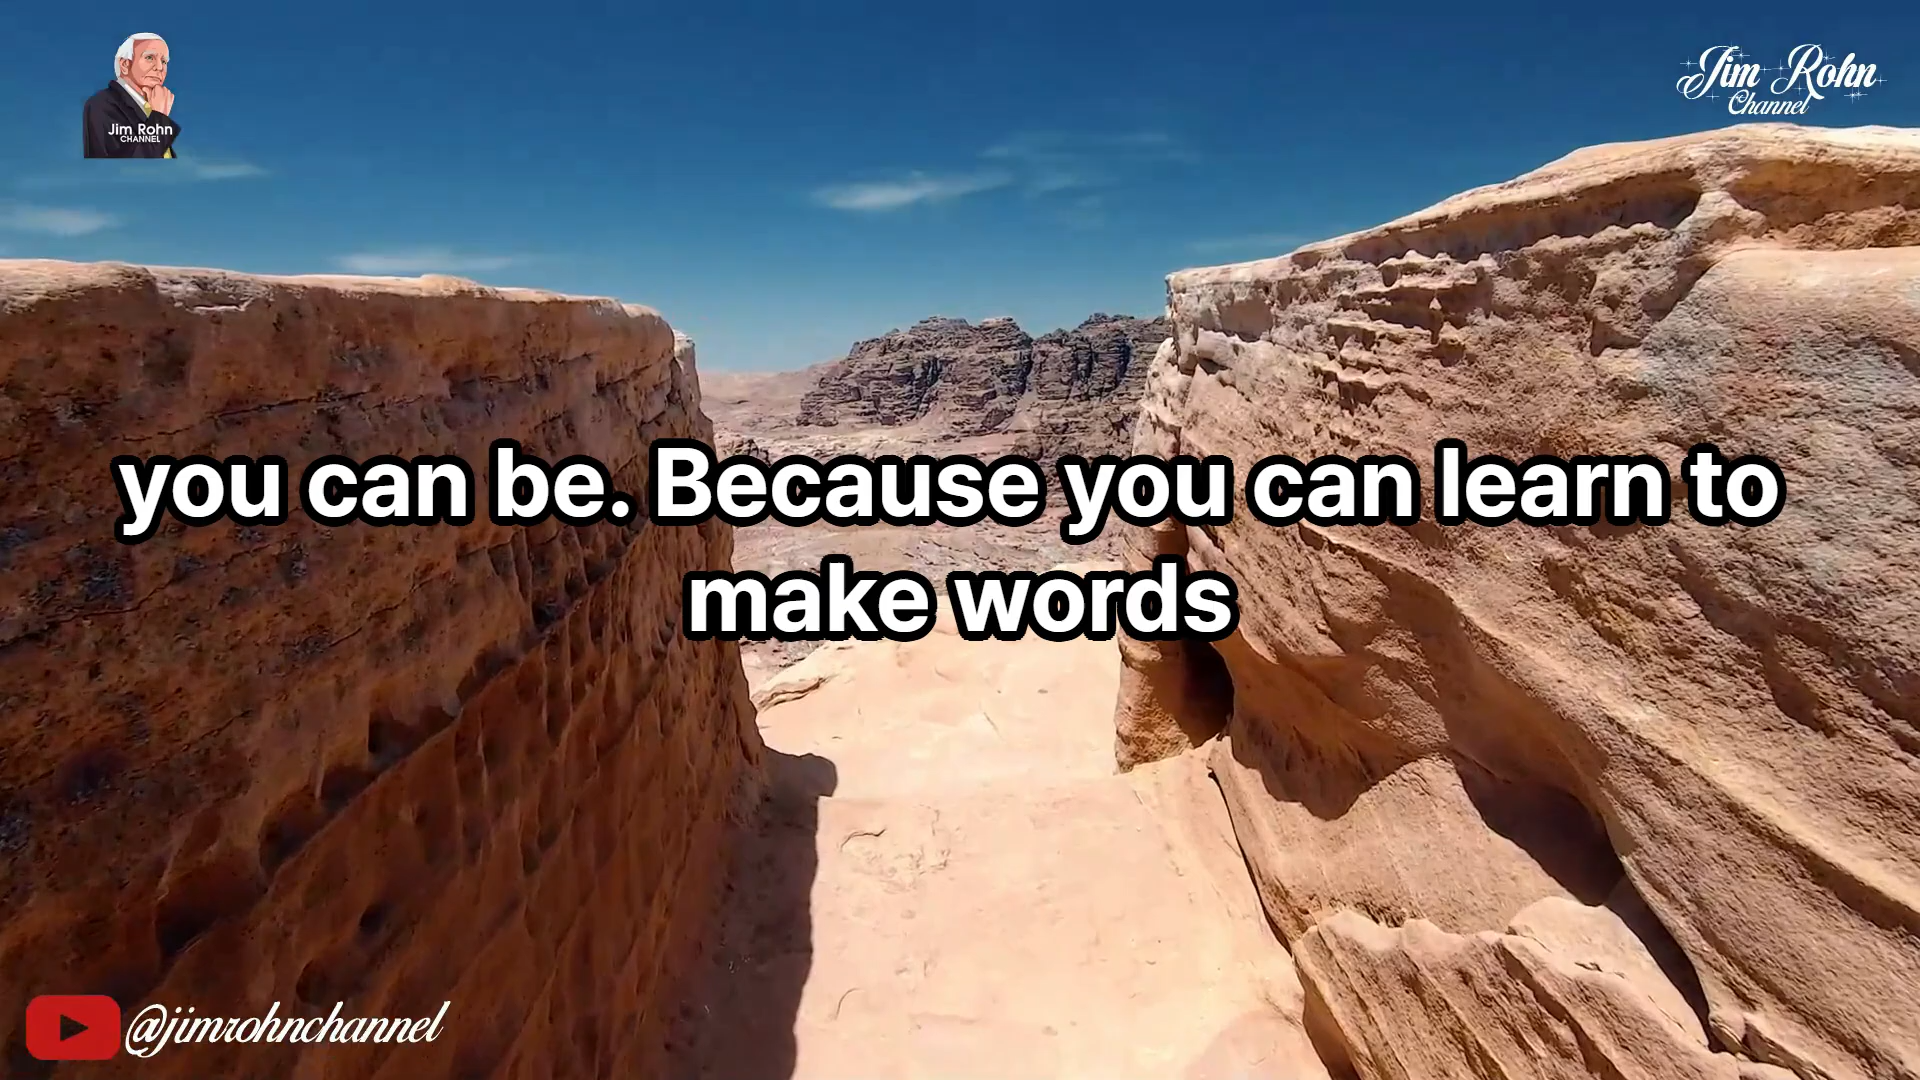 Jim Rohn
CHANNEL
Jim Rohn
Channel
you can be. Because you can learn to
make words
@jimrohnchannel